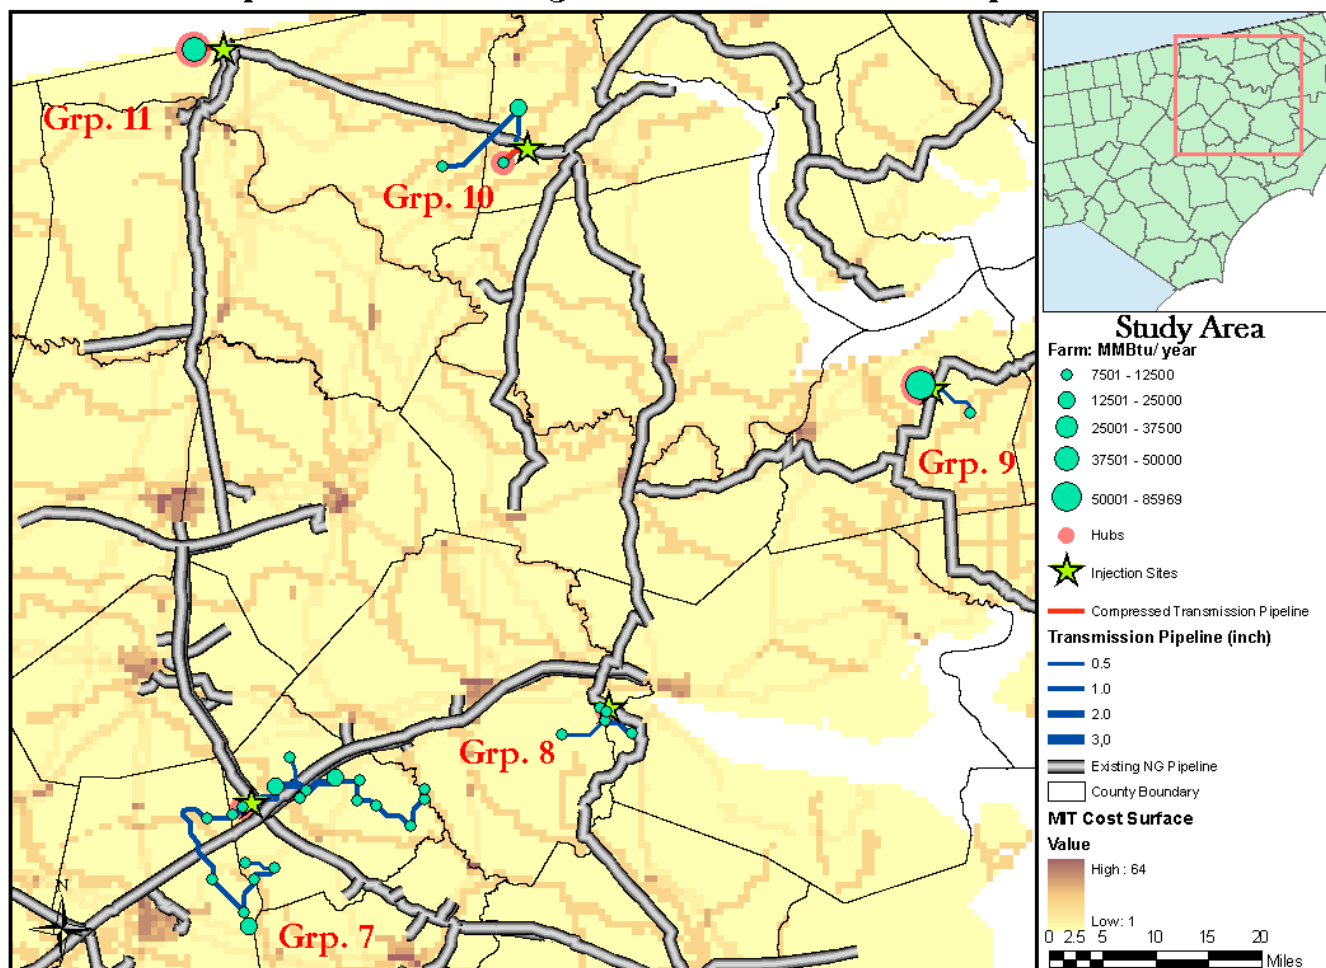 Grp. 11
Grp. 10
Grp. 9
Grp. 8
Grp. 7
N
Study Area
Farm: MMBtu/ year
7501 - 12500
12501 - 25000
25001 - 37500
37501 - 50000
50001 - 85969
Hubs
Injection Sites
Compressed Transmission Pipeline
Transmission Pipeline (inch)
0.5
1.0
2.0
3,0
Existing NG Pipeline
County Boundary
MIT Cost Surface
Value
High : 64
Low: 1
0 2.5 5 10 15 20
Miles